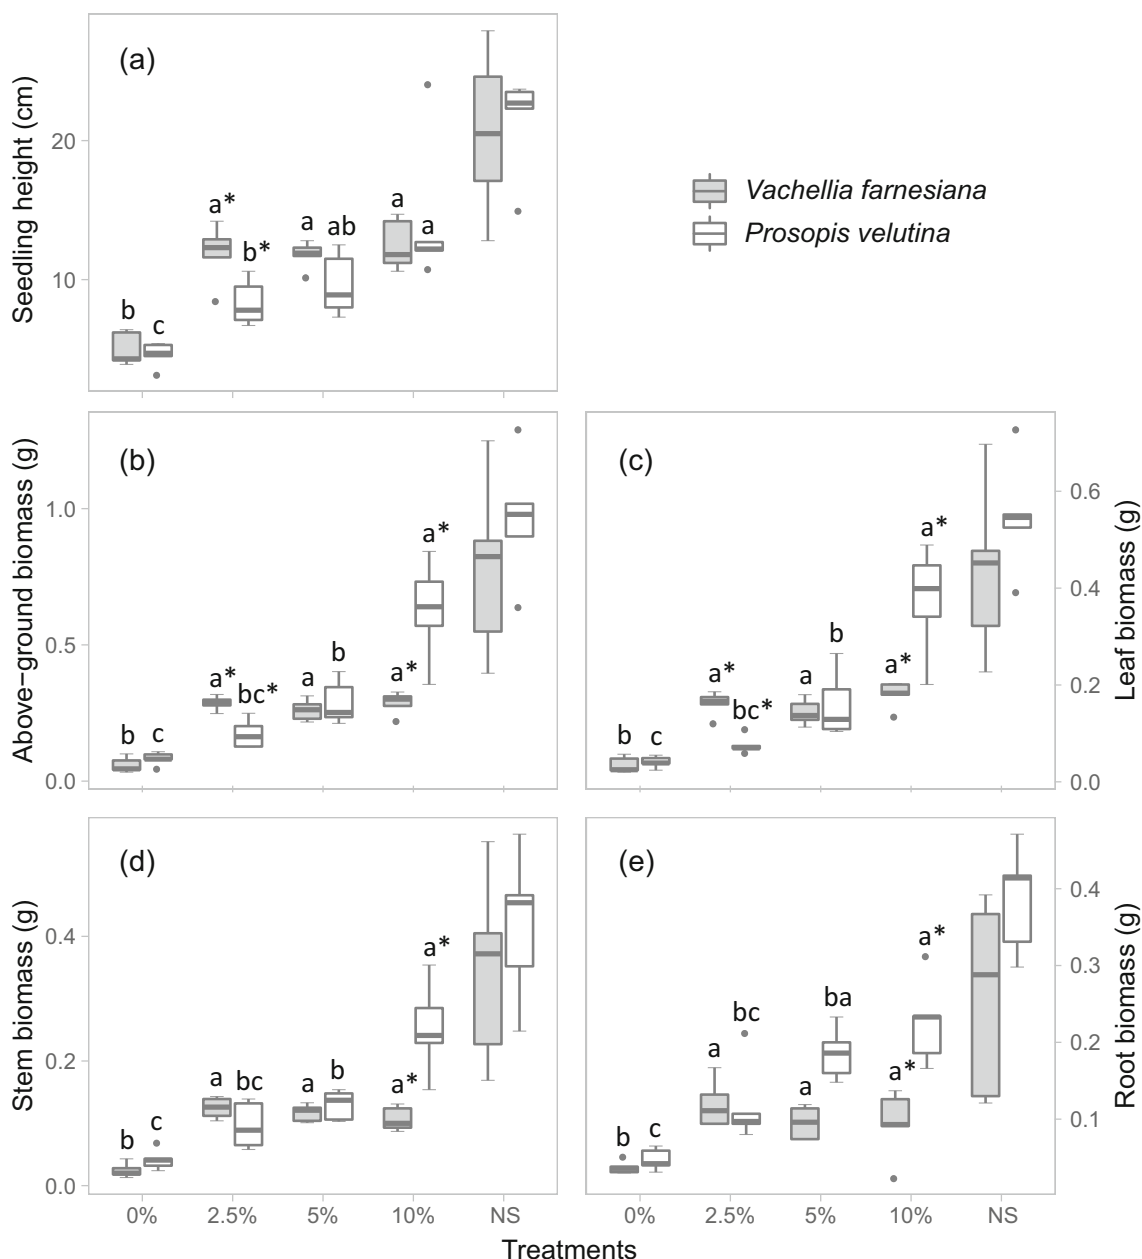 (a)
Seedling height (cm)
20
10
b
c
a*
b*
a
ab
a
a
Vachellia farnesiana
Prosopis velutina
(b)
Above−ground biomass (g)
1.0
0.5
0.0
b
c
a*
bc*
a
b
a*
a*
(c)
Leaf biomass (g)
0.6
0.4
0.2
0.0
b
c
a*
bc*
a
b
a*
a*
(d)
Stem biomass (g)
0.4
0.2
0.0
b
c
a
bc
a
b
a*
a*
0% 2.5% 5% 10% NS
(e)
Root biomass (g)
0.4
0.3
0.2
0.1
b
c
a
bc
a
ba
a*
a*
0% 2.5% 5% 10% NS
Treatments